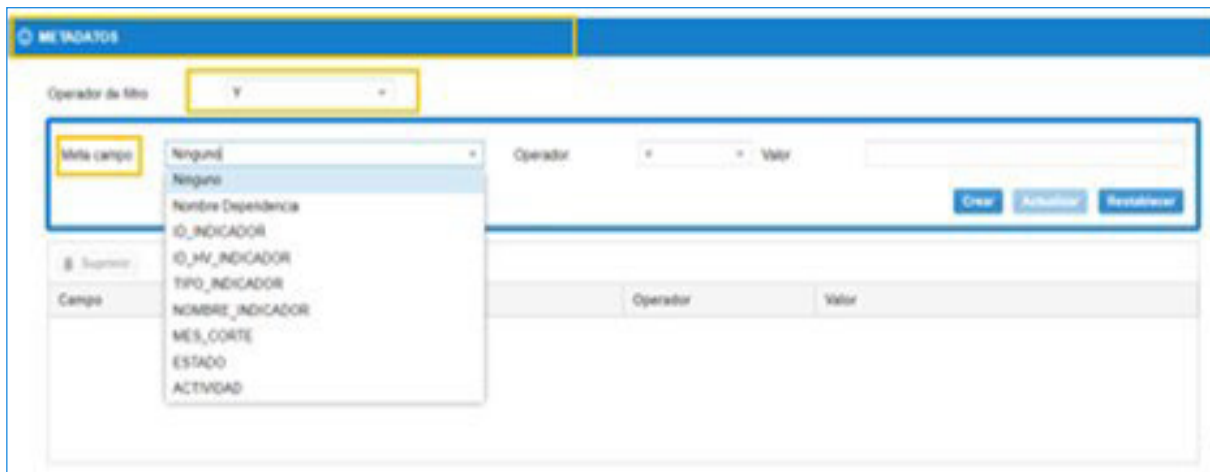 METADATOS
Operador de filtro Y
Meta campo Ninguno Operador = Valor
Ninguno
Nombre Dependencia
ID_INDICADOR
ID_HV_INDICADOR
TIPO_INDICADOR
NOMBRE_INDICADOR
MES_CORTE
ESTADO
ACTIVIDAD
Crear Actualizar Restablecer
Suprimir
Campo Operador Valor